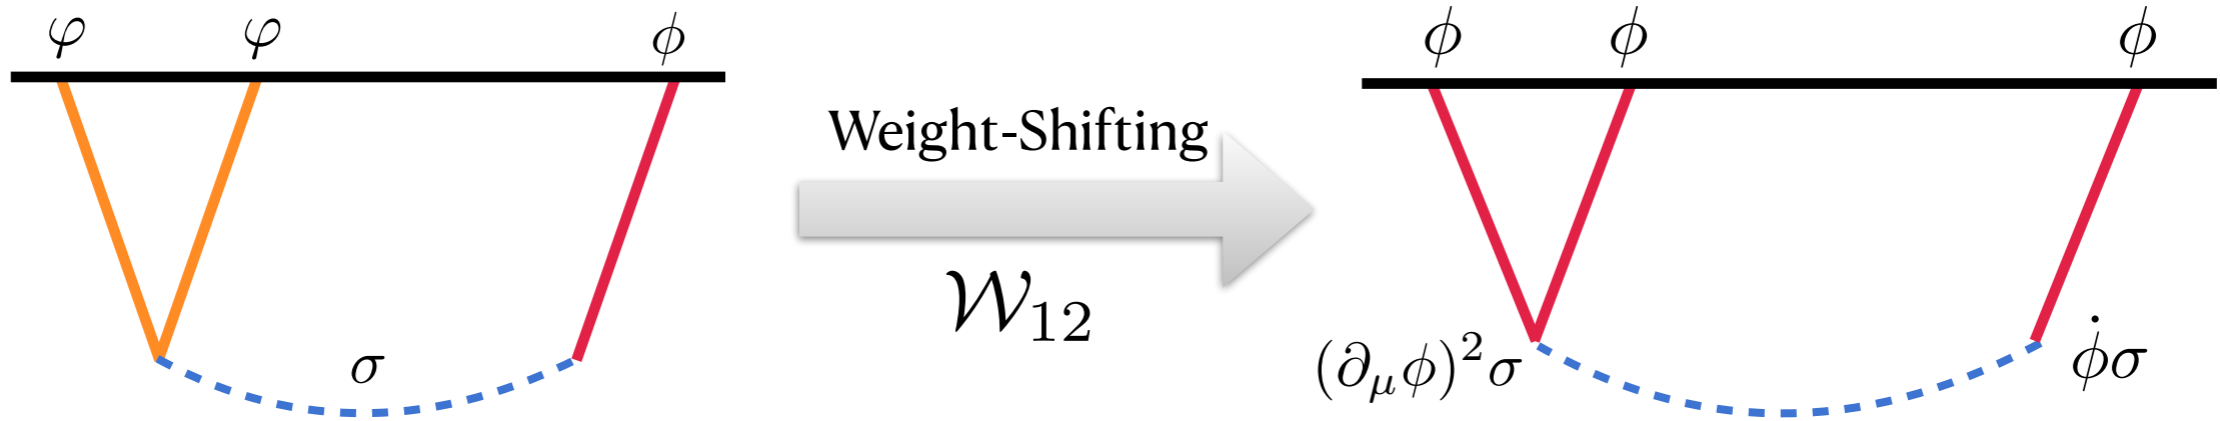 φ φ ϕ
ϕ ϕ ϕ
Weight-Shifting
𝒲₁₂
σ
(∂_μϕ)²σ
ϕ̇σ